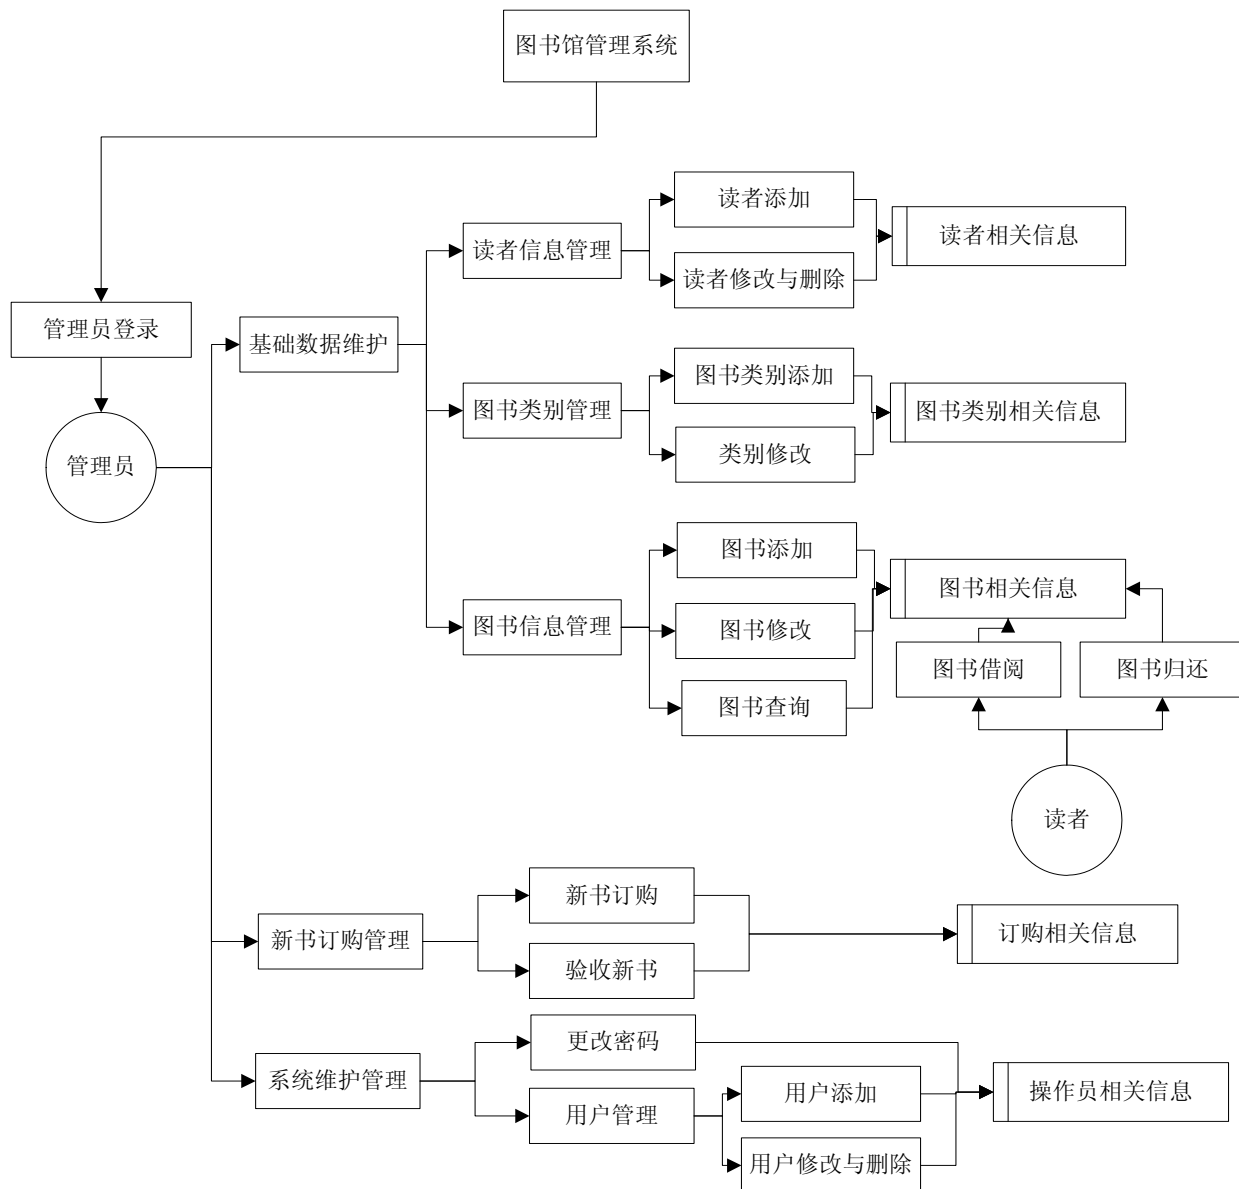 图书馆管理系统
读者添加
读者相关信息
读者信息管理
读者修改与删除
管理员登录
基础数据维护
图书类别添加
图书类别管理
图书类别相关信息
类别修改
管理员
图书添加
图书相关信息
图书信息管理
图书修改
图书借阅
图书归还
图书查询
读者
新书订购
新书订购管理
订购相关信息
验收新书
更改密码
系统维护管理
用户添加
操作员相关信息
用户管理
用户修改与删除